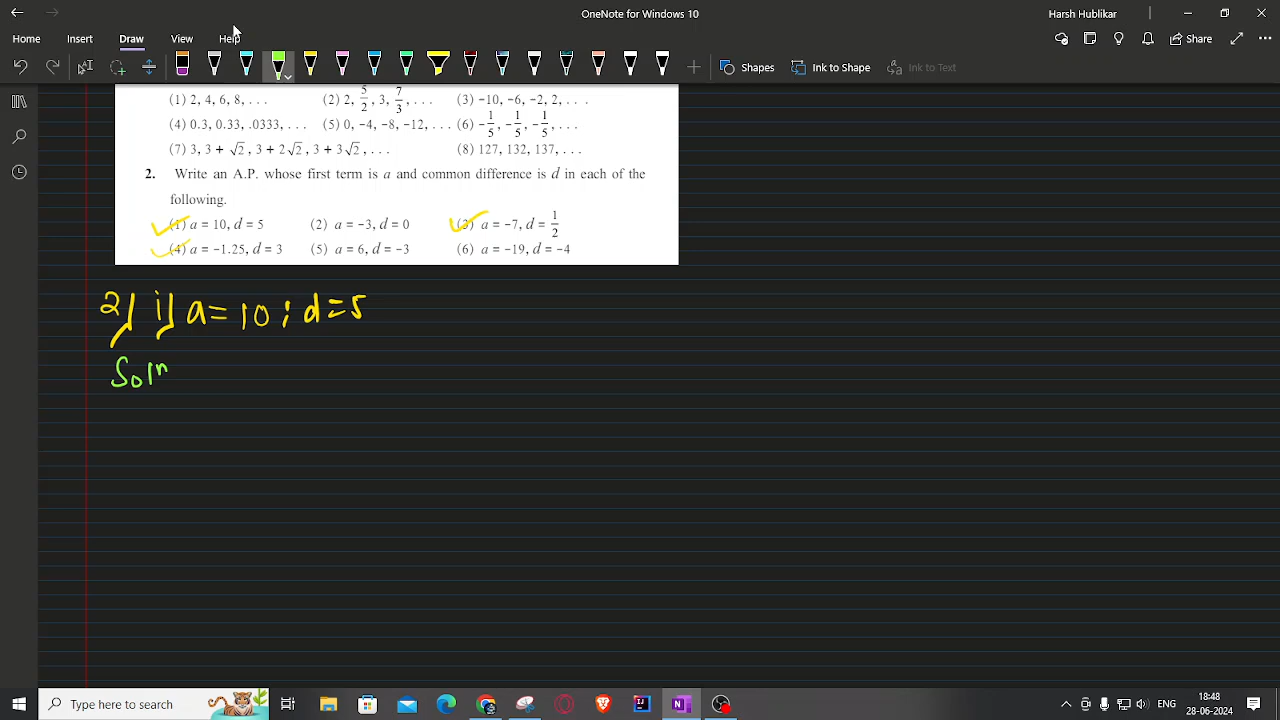 OneNote for Windows 10
Harsh Hublikar
Home Insert Draw View Help
Share
Shapes Ink to Shape Ink to Text
(1) 2, 4, 6, 8, . . . (2) 2, 5/2, 3, 7/3, . . . (3) −10, −6, −2, 2, . . .
(4) 0.3, 0.33, .0333, . . . (5) 0, −4, −8, −12, . . . (6) −1/5, −1/5, −1/5, . . .
(7) 3, 3 + √2, 3 + 2√2, 3 + 3√2, . . . (8) 127, 132, 137, . . .
2. Write an A.P. whose first term is a and common difference is d in each of the
following.
(1) a = 10, d = 5 (2) a = −3, d = 0 (3) a = −7, d = 1/2
(4) a = −1.25, d = 3 (5) a = 6, d = −3 (6) a = −19, d = −4
2) i) a = 10 ; d = 5
Soln
Type here to search
ENG
18:48
28-06-2024